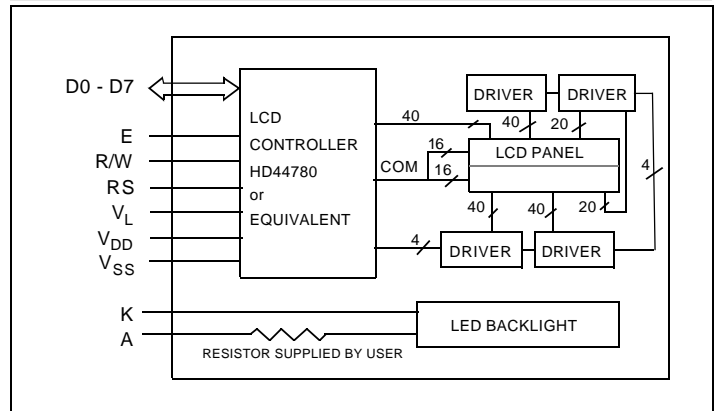 D0 - D7
E
R/W
RS
VL
VDD
VSS
K
A
LCD
CONTROLLER
HD44780
or
EQUIVALENT
40
COM
16
16
4
DRIVER
DRIVER
40
20
LCD PANEL
4
40
40
20
DRIVER
DRIVER
LED BACKLIGHT
RESISTOR SUPPLIED BY USER